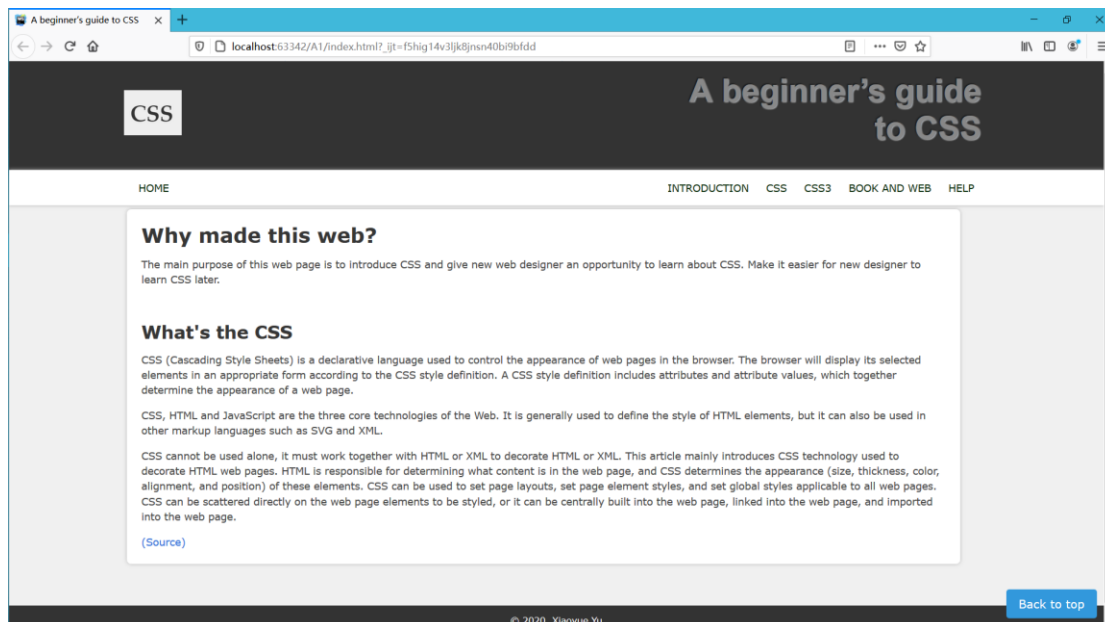 A beginner's guide to CSS
localhost:63342/A1/index.html?_ijt=f5hig14v3ljk8jnsn40bi9bfdd
CSS
A beginner's guide
to CSS
HOME
INTRODUCTION CSS CSS3 BOOK AND WEB HELP
Why made this web?
The main purpose of this web page is to introduce CSS and give new web designer an opportunity to learn about CSS. Make it easier for new designer to
learn CSS later.
What's the CSS
CSS (Cascading Style Sheets) is a declarative language used to control the appearance of web pages in the browser. The browser will display its selected
elements in an appropriate form according to the CSS style definition. A CSS style definition includes attributes and attribute values, which together
determine the appearance of a web page.
CSS, HTML and JavaScript are the three core technologies of the Web. It is generally used to define the style of HTML elements, but it can also be used in
other markup languages such as SVG and XML.
CSS cannot be used alone, it must work together with HTML or XML to decorate HTML or XML. This article mainly introduces CSS technology used to
decorate HTML web pages. HTML is responsible for determining what content is in the web page, and CSS determines the appearance (size, thickness, color,
alignment, and position) of these elements. CSS can be used to set page layouts, set page element styles, and set global styles applicable to all web pages.
CSS can be scattered directly on the web page elements to be styled, or it can be centrally built into the web page, linked into the web page, and imported
into the web page.
(Source)
Back to top
© 2020, Xiaoyue Yu